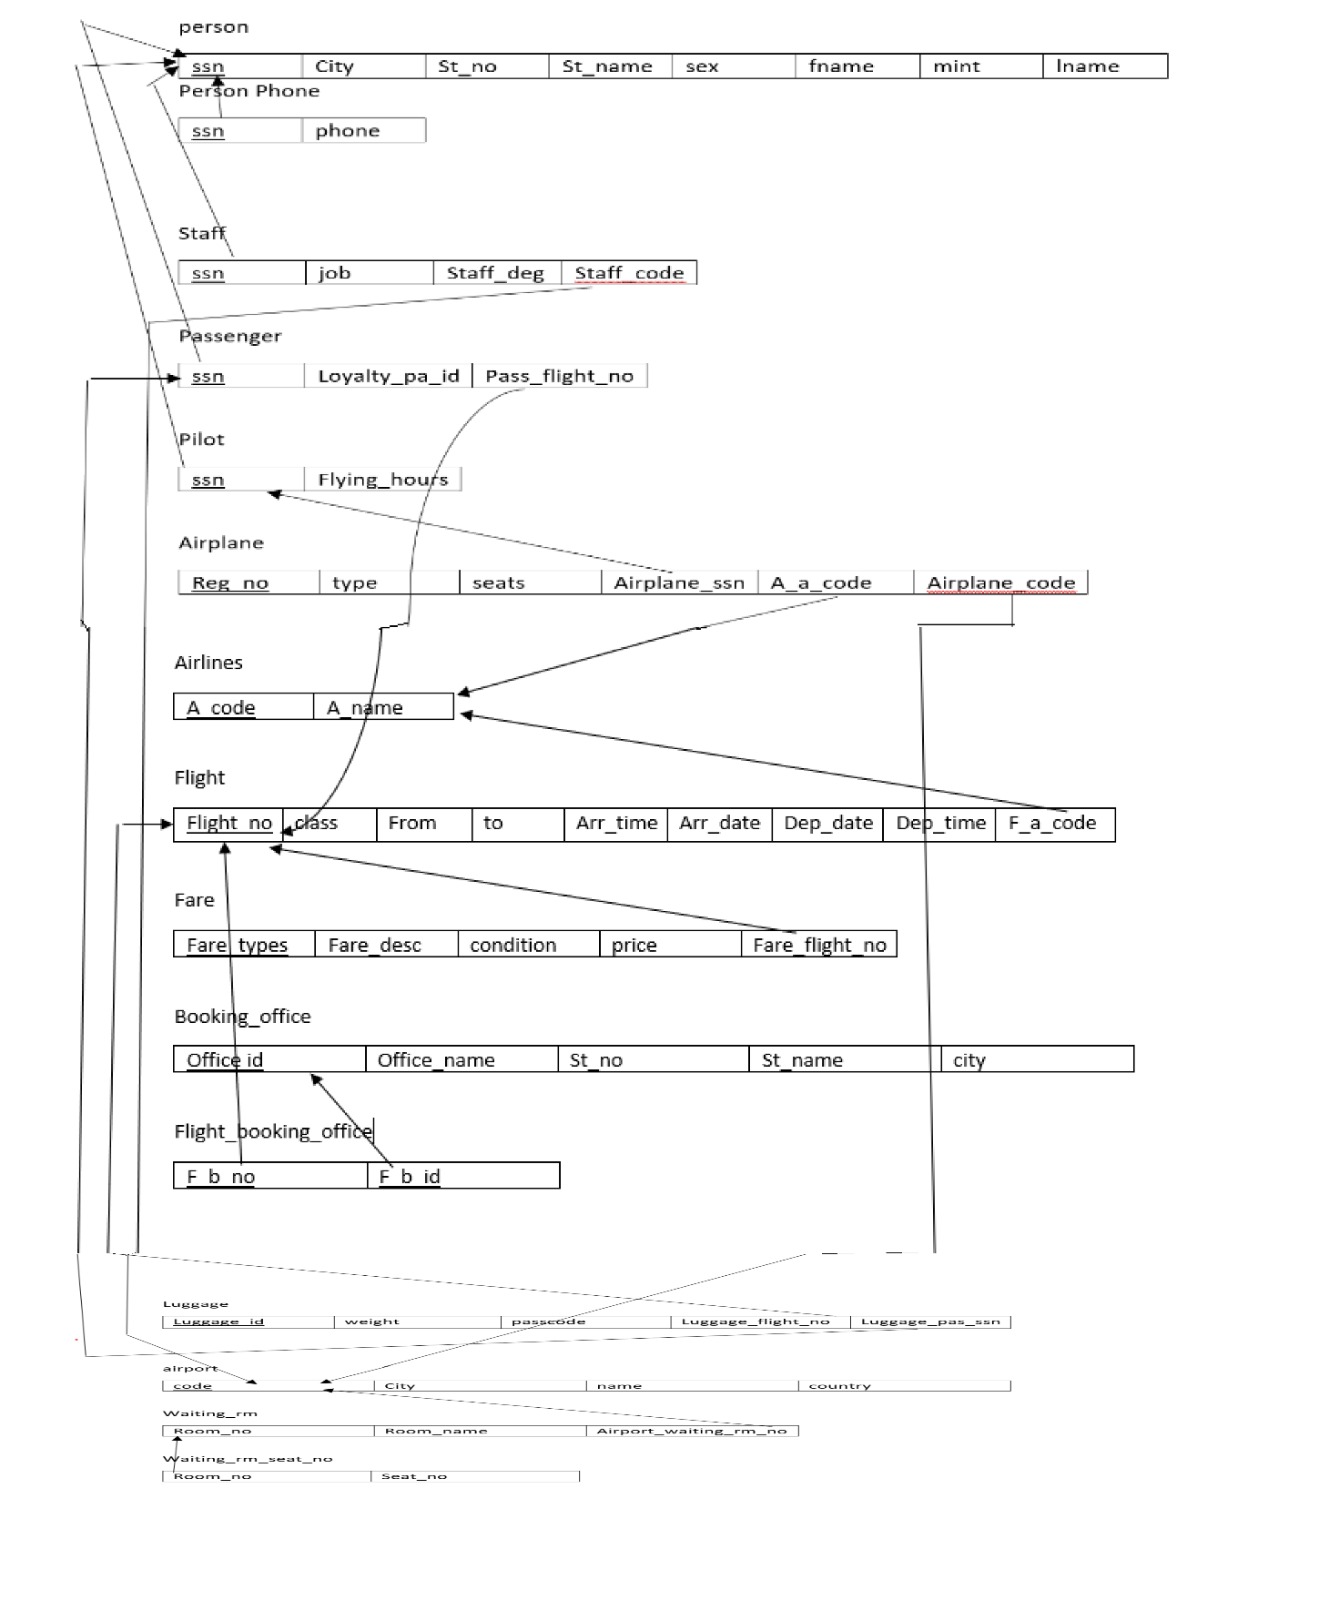 person
ssn City St_no St_name sex fname mint lname
Person Phone
ssn phone
Staff
ssn job Staff_deg Staff_code
Passenger
ssn Loyalty_pa_id Pass_flight_no
Pilot
ssn Flying_hours
Airplane
Reg_no type seats Airplane_ssn A_a_code Airplane_code
Airlines
A_code A_name
Flight
Flight_no class From to Arr_time Arr_date Dep_date Dep_time F_a_code
Fare
Fare_types Fare_desc condition price Fare_flight_no
Booking_office
Office id Office_name St_no St_name city
Flight_booking_office
F_b_no F_b_id
Luggage
Luggage_id weight passcode Luggage_flight_no Luggage_pas_ssn
airport
code City name country
Waiting_rm
Room_no Room_name Airport_waiting_rm_no
Waiting_rm_seat_no
Room_no Seat_no